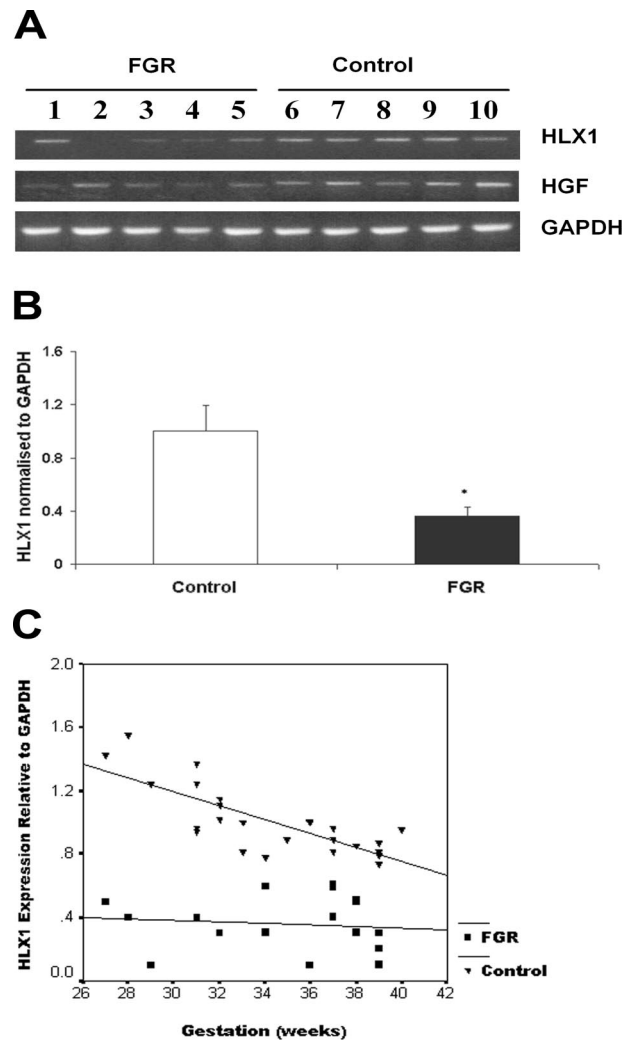 A
FGR Control
1 2 3 4 5 6 7 8 9 10
HLX1
HGF
GAPDH
B
HLX1 normalised to GAPDH
1.6
1.2
0.4
0
*
Control FGR
C
HLX1 Expression Relative to GAPDH
2.0
1.6
1.2
.8
.4
0.0
26 28 30 32 34 36 38 40 42
Gestation (weeks)
FGR
Control